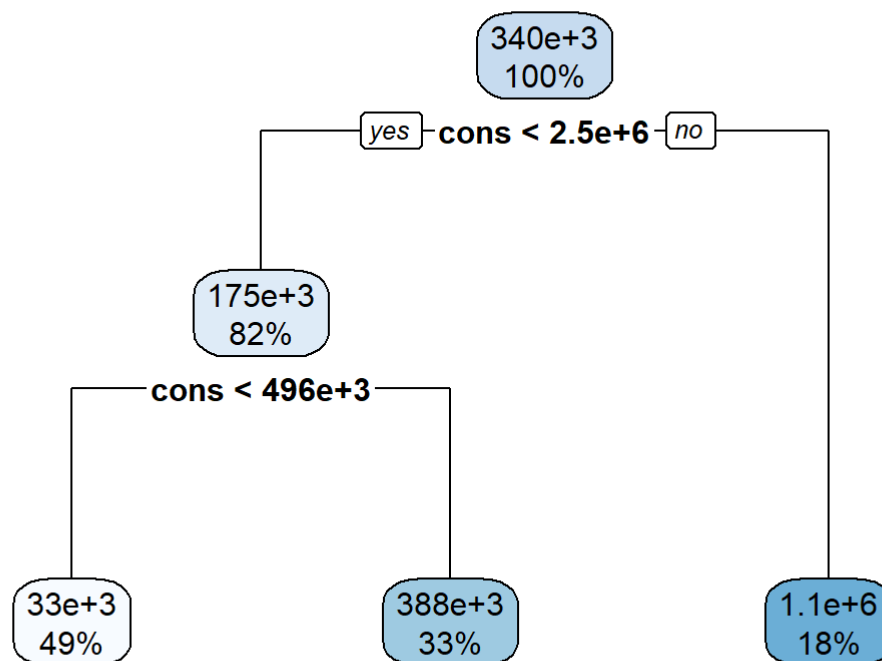 340e+3
100%
yes cons < 2.5e+6 no
175e+3
82%
cons < 496e+3
33e+3
49%
388e+3
33%
1.1e+6
18%